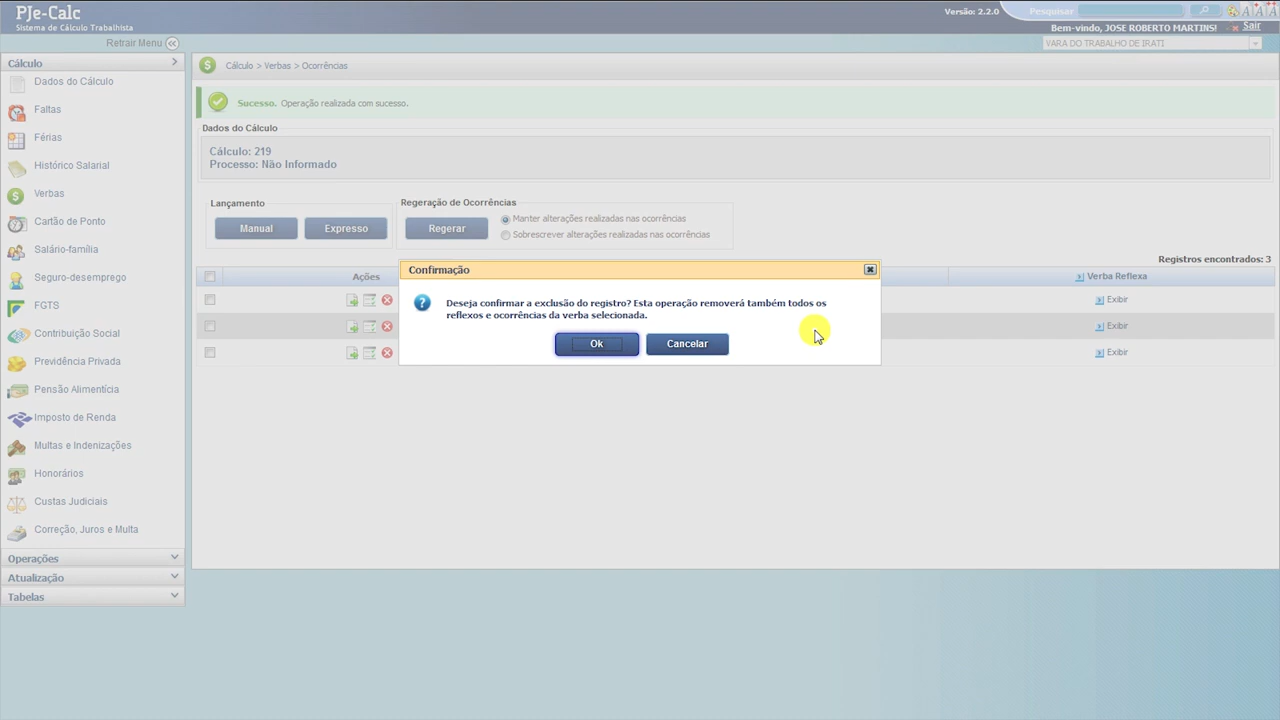 PJe-Calc
Sistema de Cálculo Trabalhista
Versão: 2.2.0
Pesquisar
A A A
Bem-vindo, JOSE ROBERTO MARTINS!
Sair
Retrair Menu
VARA DO TRABALHO DE IRATI
Cálculo
Dados do Cálculo
Faltas
Férias
Histórico Salarial
Verbas
Cartão de Ponto
Salário-família
Seguro-desemprego
FGTS
Contribuição Social
Previdência Privada
Pensão Alimentícia
Imposto de Renda
Multas e Indenizações
Honorários
Custas Judiciais
Correção, Juros e Multa
Operações
Atualização
Tabelas
Cálculo > Verbas > Ocorrências
Sucesso. Operação realizada com sucesso.
Dados do Cálculo
Cálculo: 219
Processo: Não Informado
Lançamento
Manual
Expresso
Regeração de Ocorrências
Regerar
Manter alterações realizadas nas ocorrências
Sobrescrever alterações realizadas nas ocorrências
Registros encontrados: 3
Ações
Verba Reflexa
Exibir
Exibir
Exibir
Confirmação
Deseja confirmar a exclusão do registro? Esta operação removerá também todos os
reflexos e ocorrências da verba selecionada.
Ok
Cancelar